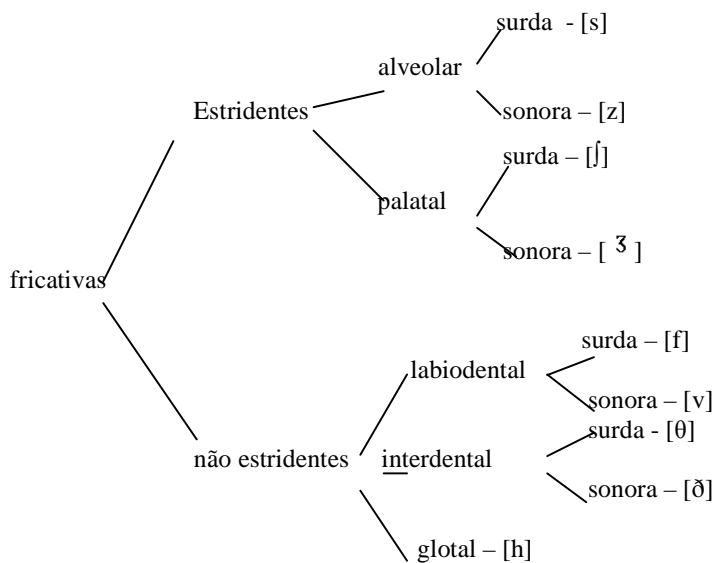 surda - [s]
alveolar
Estridentes
sonora – [z]
surda – [ʃ]
palatal
sonora – [ ʒ ]
fricativas
surda – [f]
labiodental
sonora – [v]
surda - [θ]
não estridentes interdental
sonora – [ð]
glotal – [h]